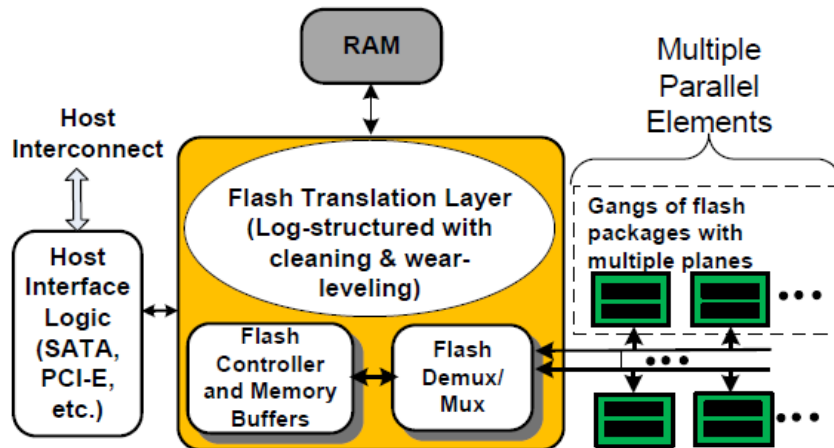 RAM
Multiple
Parallel
Elements
Host
Interconnect
Flash Translation Layer
(Log-structured with
cleaning & wear-
leveling)
Gangs of flash
packages with
multiple planes
Host
Interface
Logic
(SATA,
PCI-E,
etc.)
Flash
Controller
and Memory
Buffers
Flash
Demux/
Mux